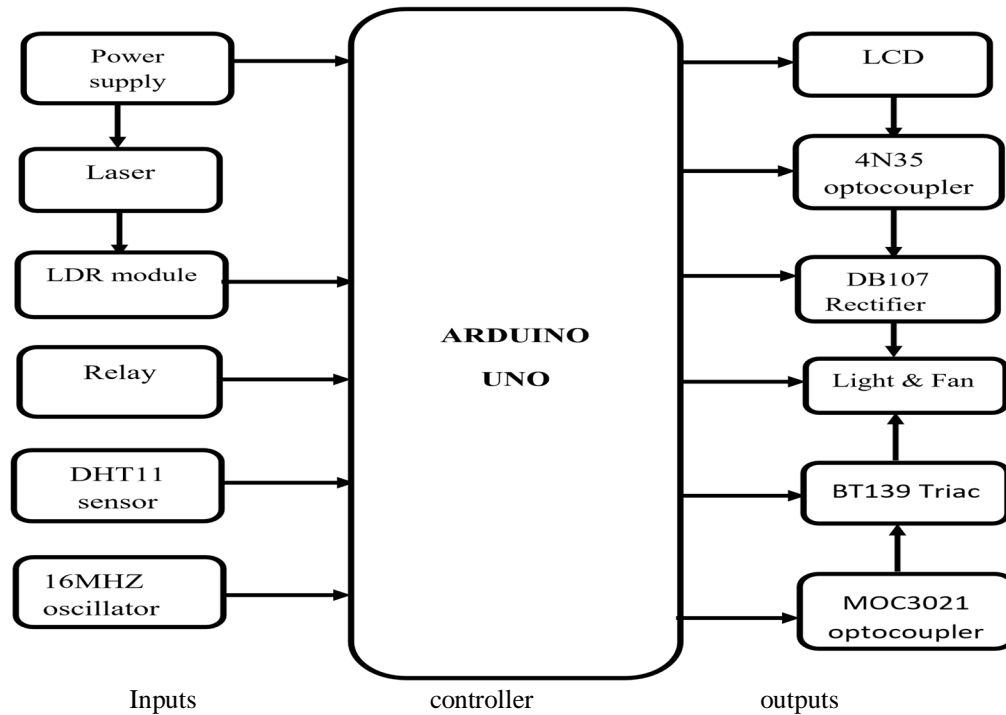 Power
supply
Laser
LDR module
Relay
DHT11
sensor
16MHZ
oscillator
ARDUINO
UNO
LCD
4N35
optocoupler
DB107
Rectifier
Light & Fan
BT139 Triac
MOC3021
optocoupler
Inputs
controller
outputs